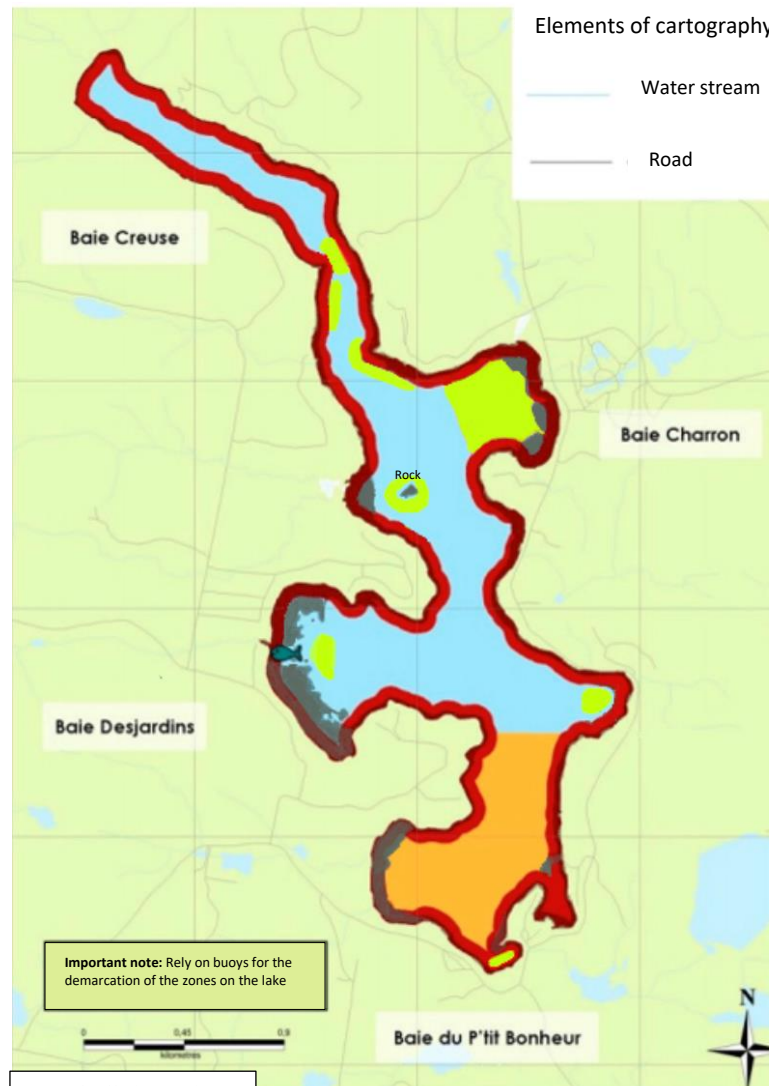 Elements of cartography
Water stream
Road
Baie Creuse
Baie Charron
Rock
Baie Desjardins
Important note: Rely on buoys for the
demarcation of the zones on the lake
N
0 0,45 0,9
kilometres
Baie du P'tit Bonheur